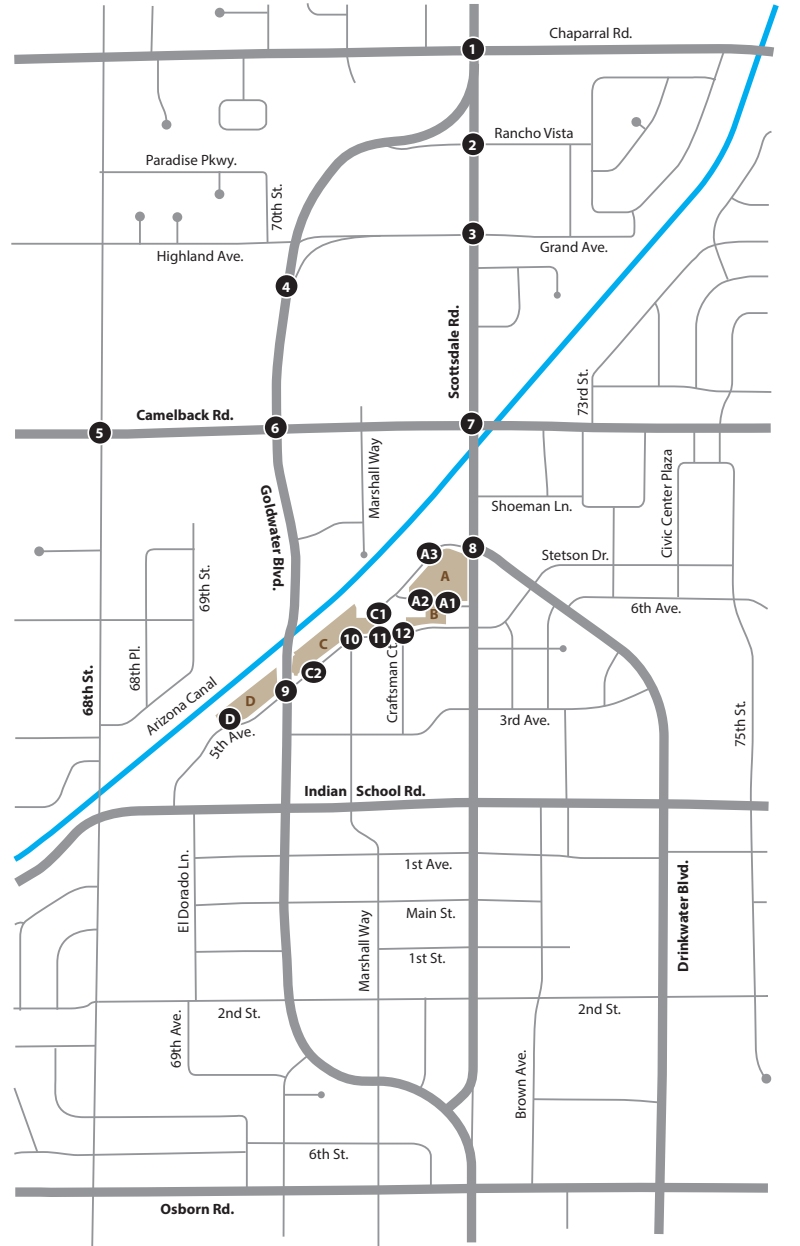 Chaparral Rd.
1
Rancho Vista
2
Paradise Pkwy.
70th St.
3
Grand Ave.
Highland Ave.
4
Scottsdale Rd.
73rd St.
Camelback Rd.
5
6
7
Marshall Way
Civic Center Plaza
Goldwater Blvd.
Shoeman Ln.
8
A3
Stetson Dr.
A
69th St.
A2
A1
6th Ave.
C1
B
10
11
12
C
68th Pl.
68th St.
C2
Craftsman Ct.
Arizona Canal
9
D
D
3rd Ave.
75th St.
5th Ave.
Indian School Rd.
1st Ave.
El Dorado Ln.
Main St.
Drinkwater Blvd.
Marshall Way
1st St.
2nd St.
2nd St.
69th Ave.
Brown Ave.
6th St.
Osborn Rd.